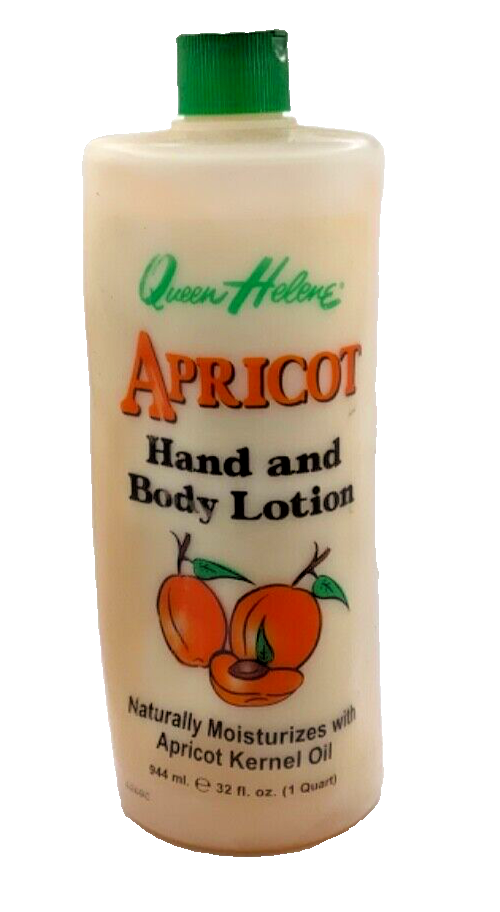 Queen Helene
APRICOT
Hand and
Body Lotion
Naturally Moisturizes with
Apricot Kernel Oil
944 ml. ℮ 32 fl. oz. (1 Quart)